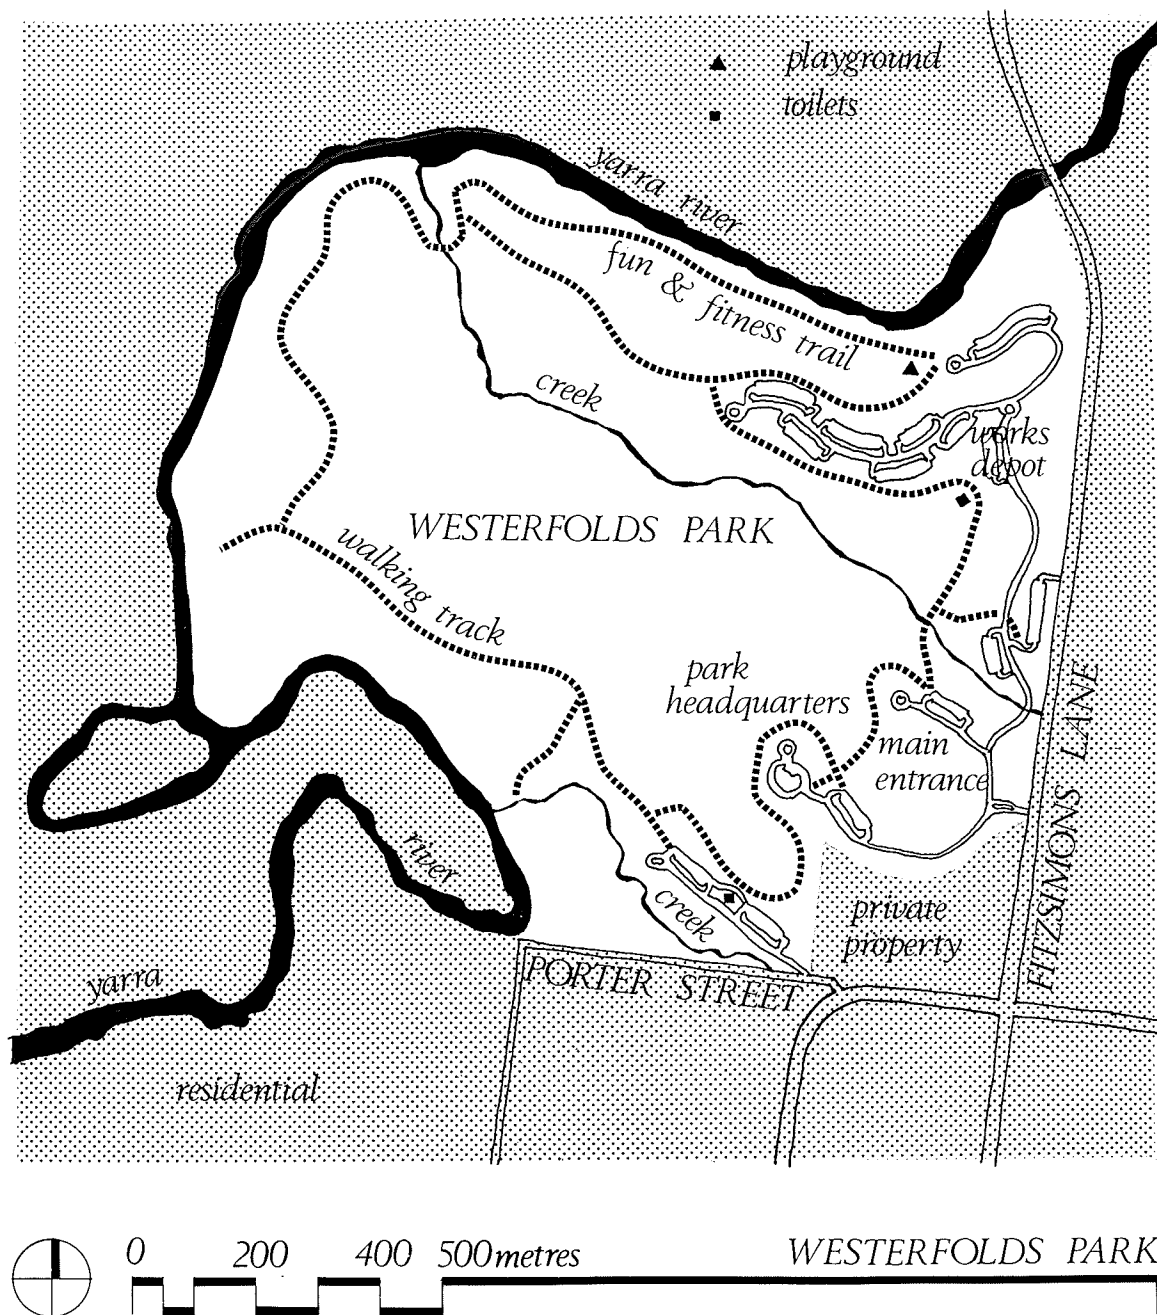 playground
toilets
yarra river
fun & fitness trail
creek
works
depot
WESTERFOLDS PARK
walking track
park
headquarters
main
entrance
FITZSIMONS LANE
river
creek
private
property
yarra
PORTER STREET
residential
0 200 400 500 metres
WESTERFOLDS PARK